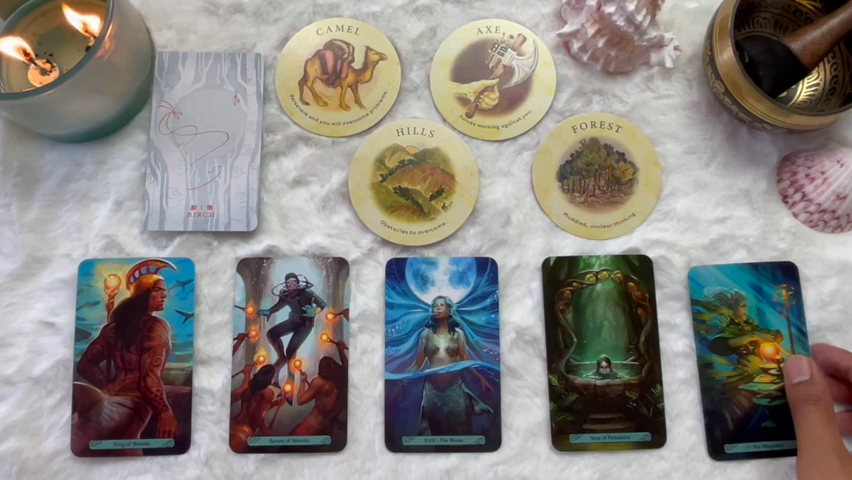 CAMEL
Persevere and you will overcome problems.
AXE
Forces working against you.
HILLS
Obstacles to overcome
FOREST
Muddled, unclear thinking
BIRCH
King of Wands
Seven of Wands
XVIII - The Moon
Nine of Pentacles